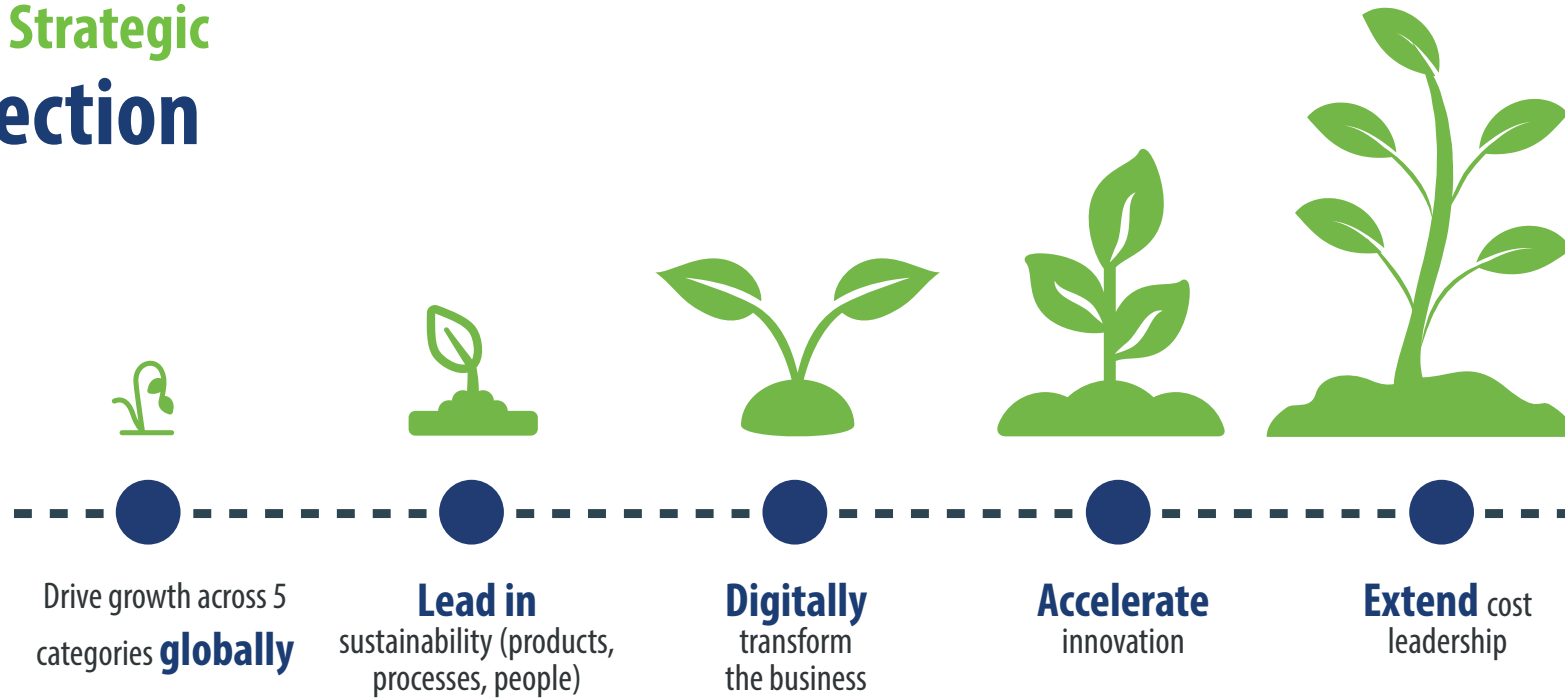 Strategic
ection
Drive growth across 5
categories globally
Lead in
sustainability (products,
processes, people)
Digitally
transform
the business
Accelerate
innovation
Extend cost
leadership